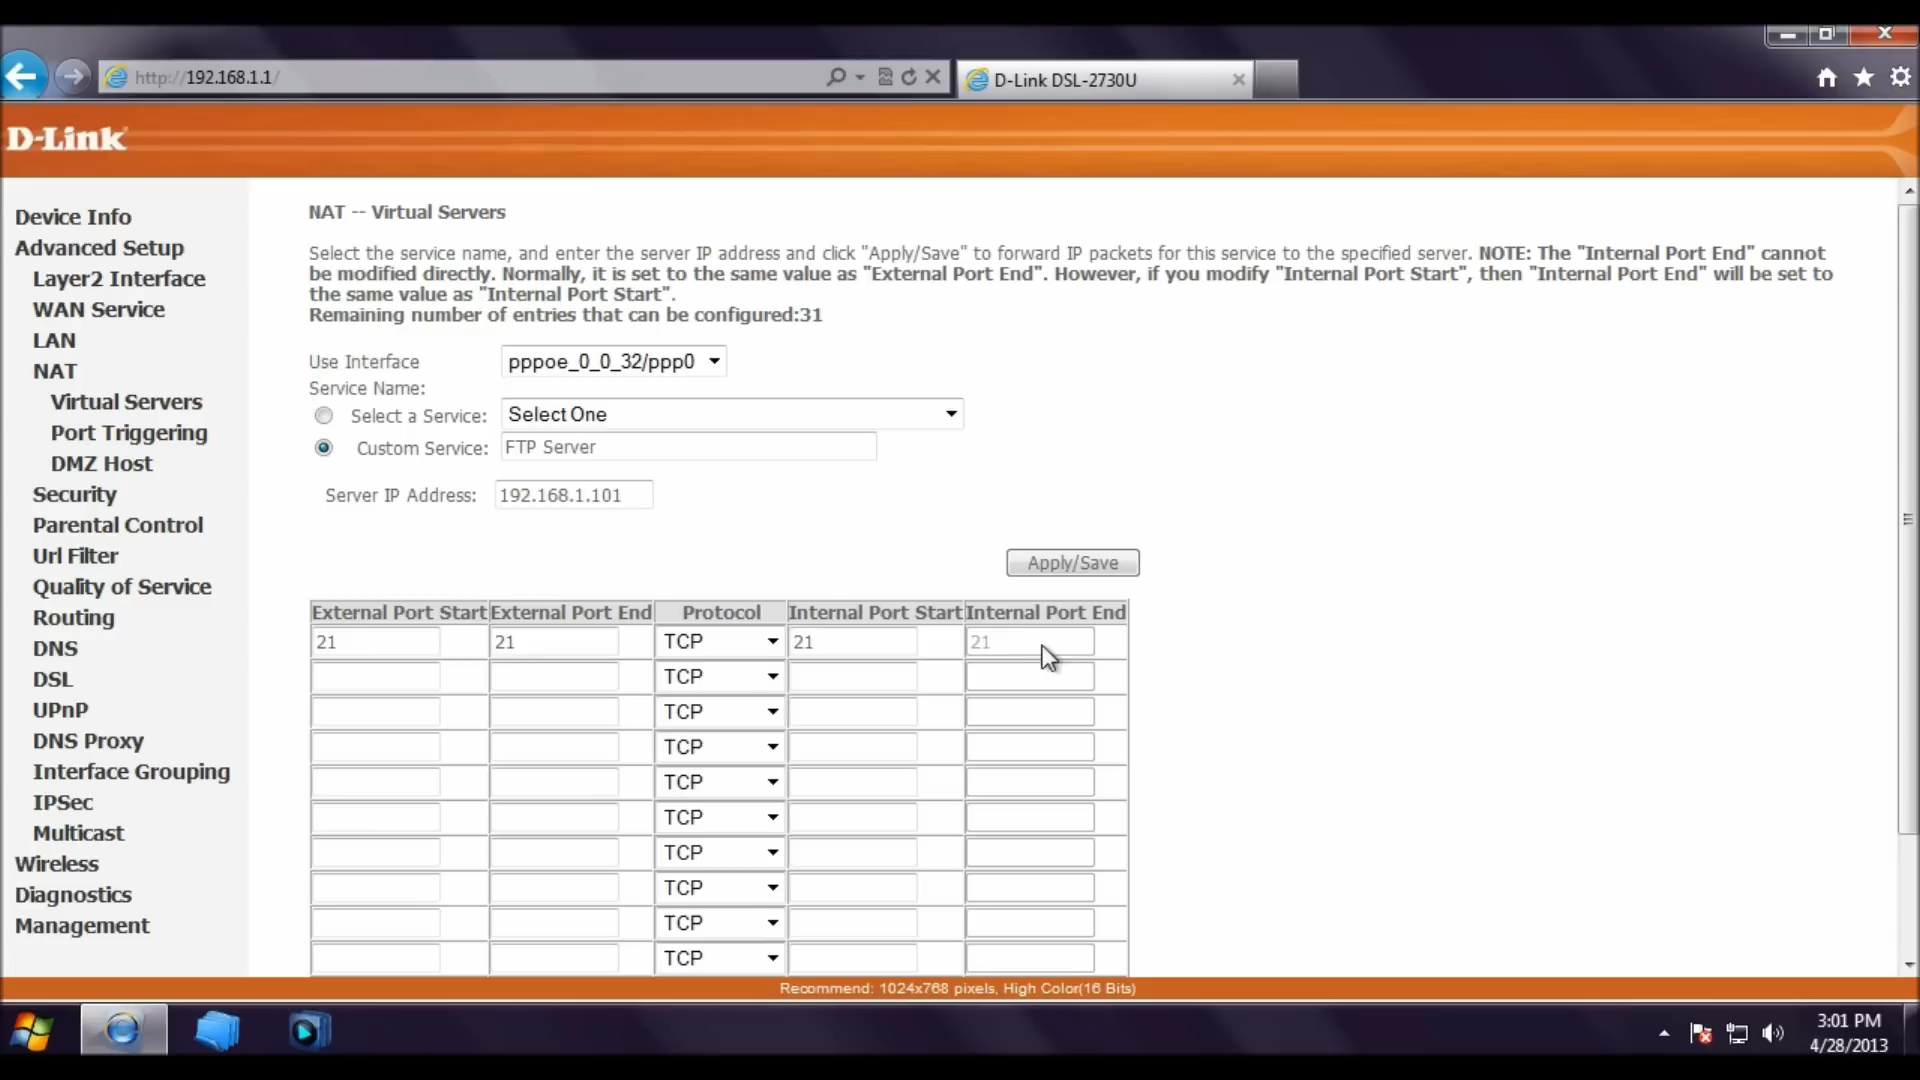 http://192.168.1.1/
D-Link DSL-2730U
D-Link
Device Info
Advanced Setup
Layer2 Interface
WAN Service
LAN
NAT
Virtual Servers
Port Triggering
DMZ Host
Security
Parental Control
Url Filter
Quality of Service
Routing
DNS
DSL
UPnP
DNS Proxy
Interface Grouping
IPSec
Multicast
Wireless
Diagnostics
Management
NAT -- Virtual Servers
Select the service name, and enter the server IP address and click "Apply/Save" to forward IP packets for this service to the specified server. NOTE: The "Internal Port End" cannot
be modified directly. Normally, it is set to the same value as "External Port End". However, if you modify "Internal Port Start", then "Internal Port End" will be set to
the same value as "Internal Port Start".
Remaining number of entries that can be configured:31
Use Interface pppoe_0_0_32/ppp0
Service Name:
Select a Service: Select One
Custom Service: FTP Server
Server IP Address: 192.168.1.101
Apply/Save
External Port Start External Port End Protocol Internal Port Start Internal Port End
21 21 TCP 21 21
TCP
TCP
TCP
TCP
TCP
TCP
TCP
TCP
TCP
Recommend: 1024x768 pixels, High Color(16 Bits)
3:01 PM
4/28/2013